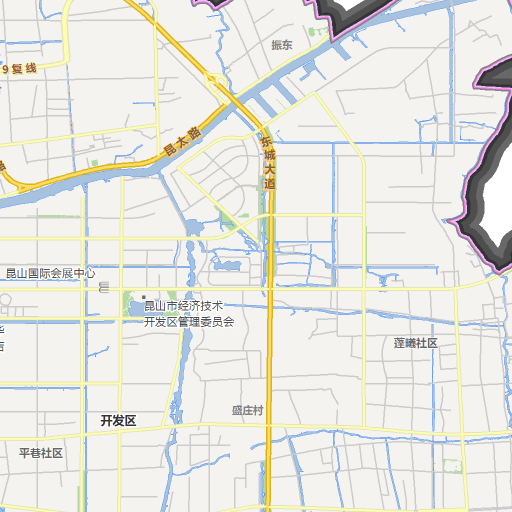 振东
9复线
昆太路
东城大道
路
昆山国际会展中心
昆山市经济技术
开发区管理委员会
华
蓬曦社区
盛庄村
开发区
平巷社区